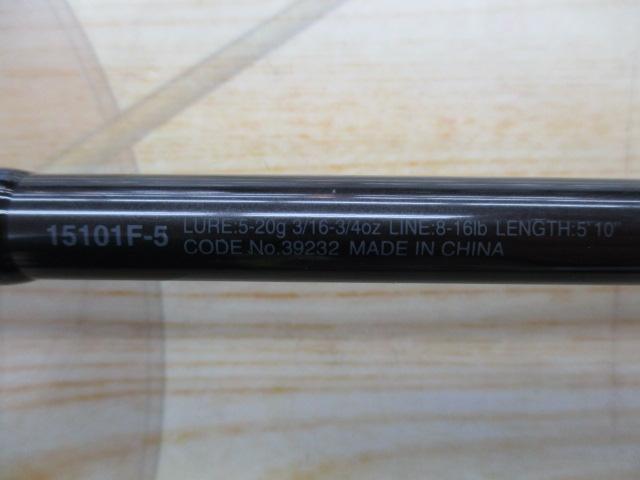 15101F-5 LURE:5-20g 3/16-3/4oz LINE:8-16lb LENGTH:5'10"
CODE No.39232 MADE IN CHINA